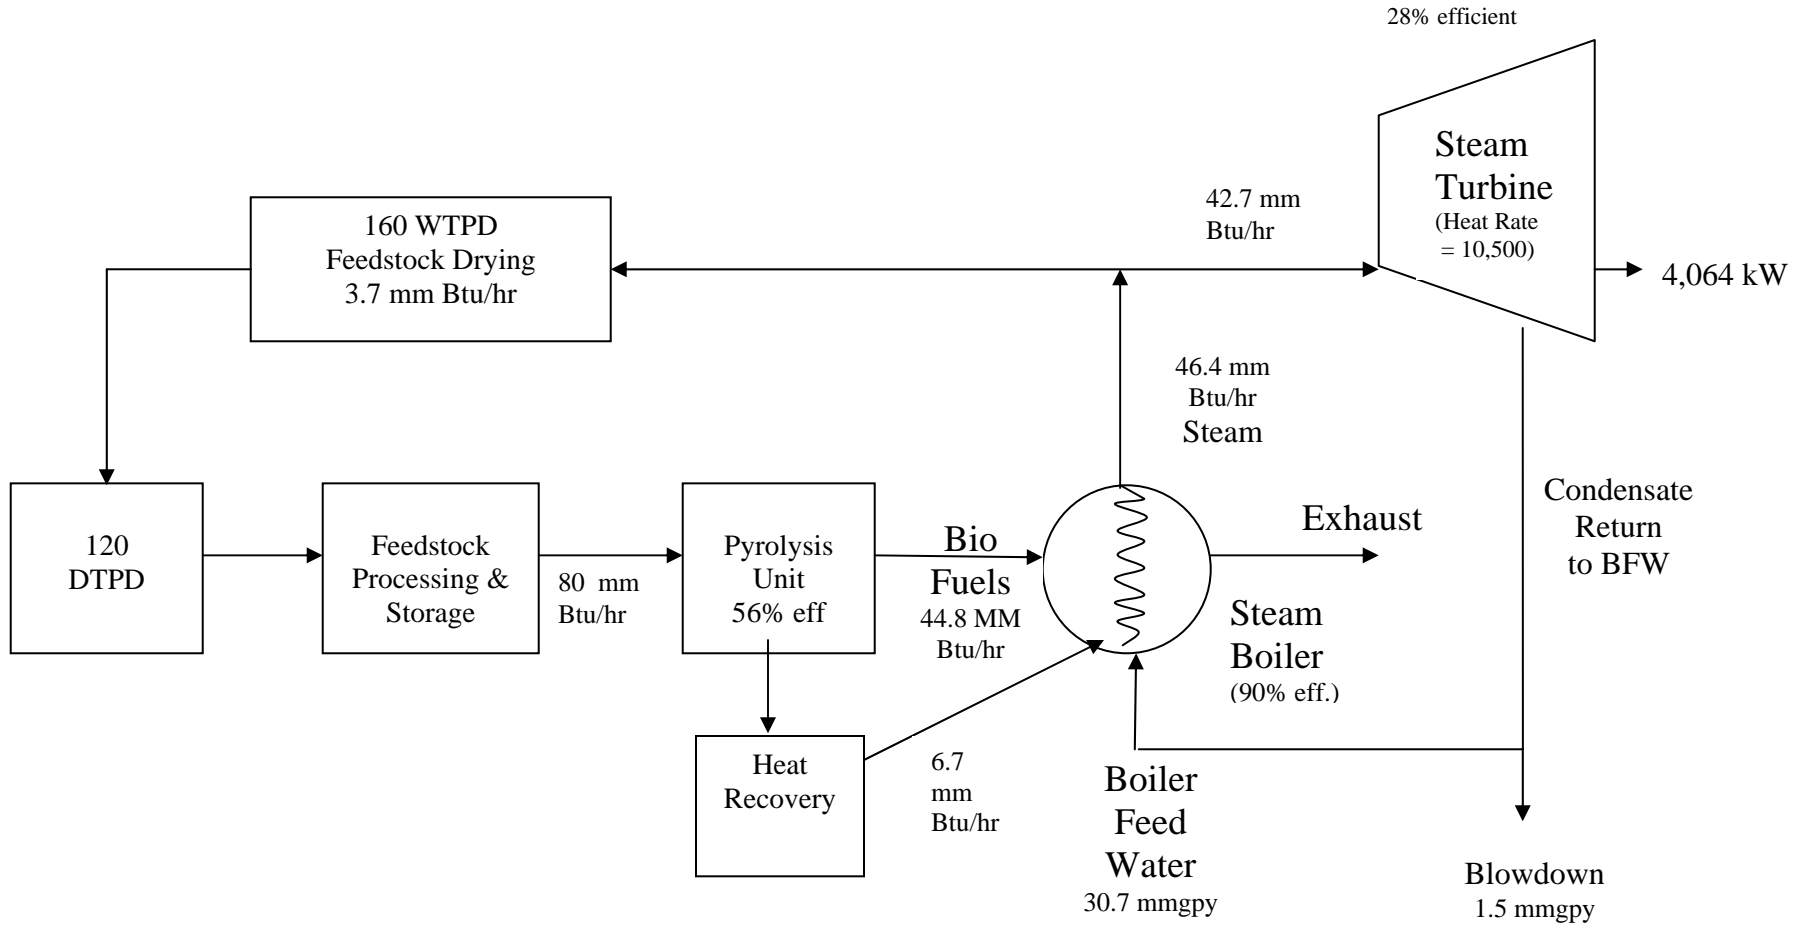 28% efficient
Steam
Turbine
(Heat Rate
= 10,500)
42.7 mm
Btu/hr
160 WTPD
Feedstock Drying
3.7 mm Btu/hr
4,064 kW
46.4 mm
Btu/hr
Steam
120
DTPD
Feedstock
Processing &
Storage
80 mm
Btu/hr
Pyrolysis
Unit
56% eff
Bio
Fuels
44.8 MM
Btu/hr
Exhaust
Steam
Boiler
(90% eff.)
Condensate
Return
to BFW
Heat
Recovery
6.7
mm
Btu/hr
Boiler
Feed
Water
30.7 mmgpy
Blowdown
1.5 mmgpy